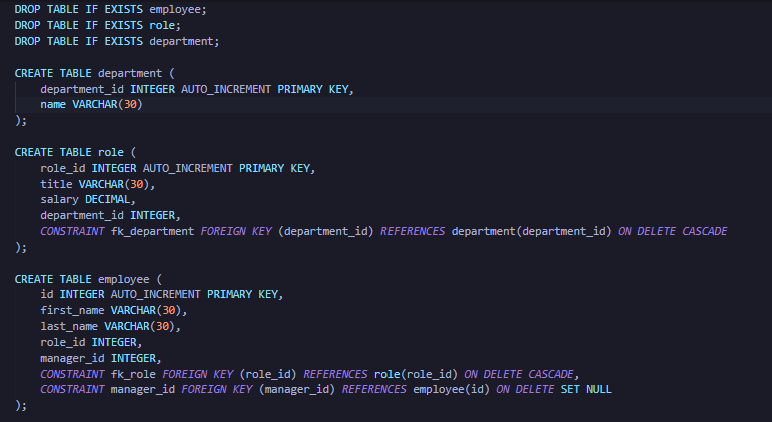 DROP TABLE IF EXISTS employee;
DROP TABLE IF EXISTS role;
DROP TABLE IF EXISTS department;
CREATE TABLE department (
department_id INTEGER AUTO_INCREMENT PRIMARY KEY,
name VARCHAR(30)
);
CREATE TABLE role (
role_id INTEGER AUTO_INCREMENT PRIMARY KEY,
title VARCHAR(30),
salary DECIMAL,
department_id INTEGER,
CONSTRAINT fk_department FOREIGN KEY (department_id) REFERENCES department(department_id) ON DELETE CASCADE
);
CREATE TABLE employee (
id INTEGER AUTO_INCREMENT PRIMARY KEY,
first_name VARCHAR(30),
last_name VARCHAR(30),
role_id INTEGER,
manager_id INTEGER,
CONSTRAINT fk_role FOREIGN KEY (role_id) REFERENCES role(role_id) ON DELETE CASCADE,
CONSTRAINT manager_id FOREIGN KEY (manager_id) REFERENCES employee(id) ON DELETE SET NULL
);